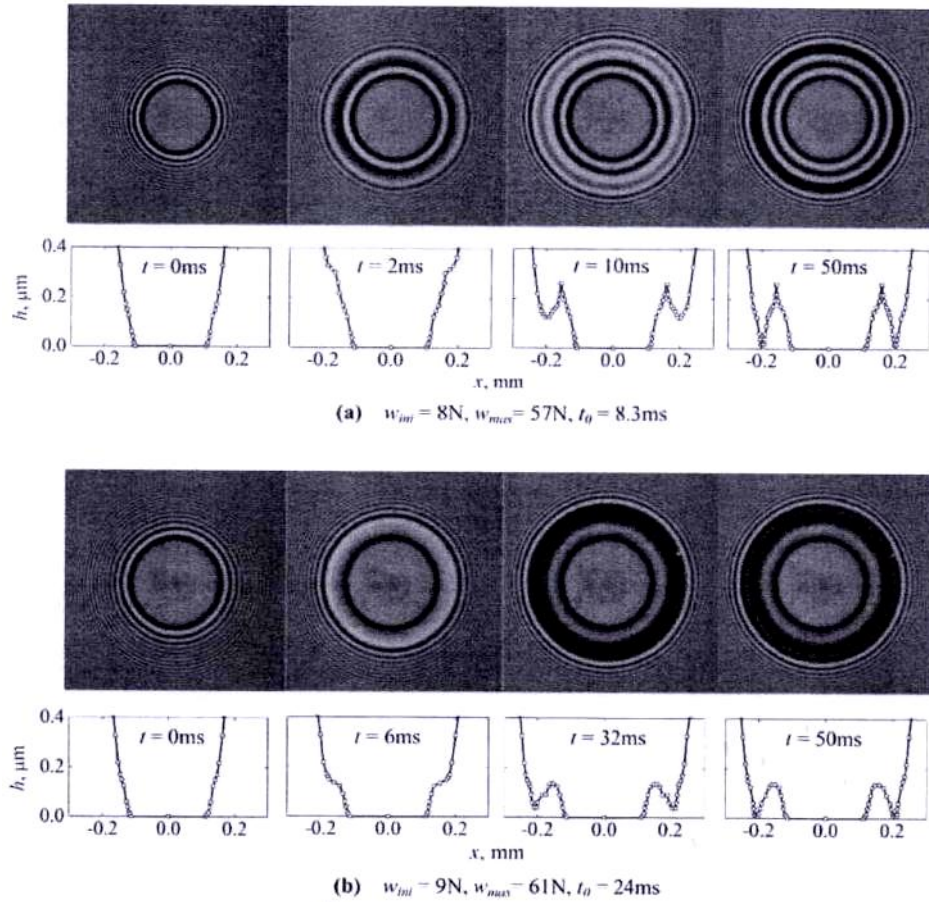 0.4
h, μm
0.2
0.0
t = 0ms
t = 2ms
t = 10ms
t = 50ms
-0.2 0.0 0.2 -0.2 0.0 0.2 -0.2 0.0 0.2 -0.2 0.0 0.2
x, mm
(a) w_ini = 8N, w_max = 57N, t_0 = 8.3ms
0.4
h, μm
0.2
0.0
t = 0ms
t = 6ms
t = 32ms
t = 50ms
-0.2 0.0 0.2 -0.2 0.0 0.2 -0.2 0.0 0.2 -0.2 0.0 0.2
x, mm
(b) w_ini = 9N, w_max = 61N, t_0 = 24ms